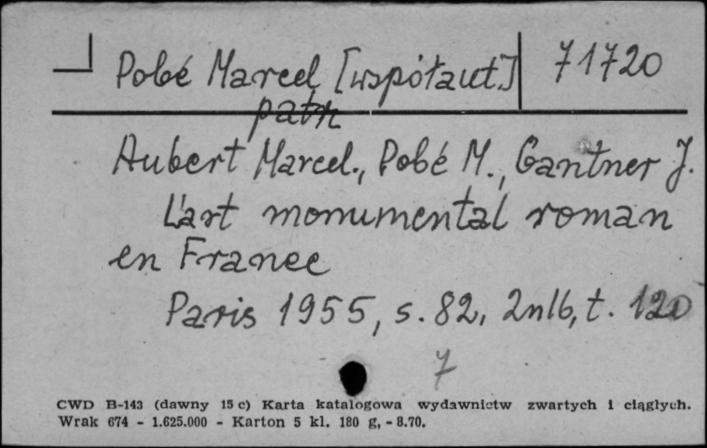 Pobé Marcel [współaut.] 71720
patrz
Aubert Marcel., Pobé M., Gantner J.
L'art monumental roman
en France
Paris 1955, s. 82, 2nlb, t. 120
7
CWD B-143 (dawny 15 c) Karta katalogowa wydawnictw zwartych i ciągłych.
Wrak 674 - 1.625.000 - Karton 5 kl. 180 g, - 8.70.